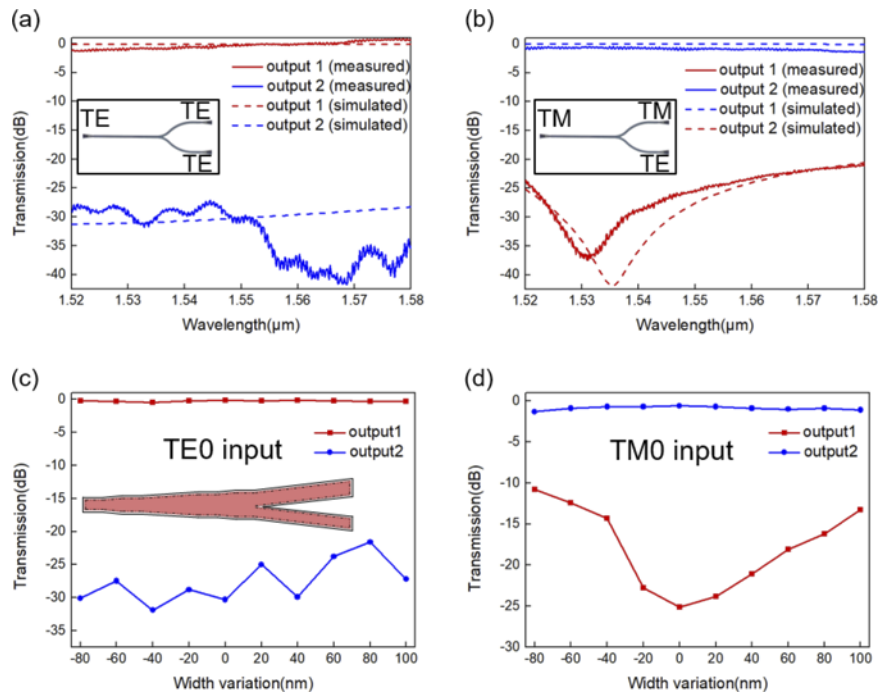 (a)
0
-5
-10
-15
-20
-25
-30
-35
-40
Transmission(dB)
output 1 (measured)
output 2 (measured)
output 1 (simulated)
output 2 (simulated)
TE
TE
TE
1.52
1.53
1.54
1.55
1.56
1.57
1.58
Wavelength(μm)
(b)
0
-5
-10
-15
-20
-25
-30
-35
-40
Transmission(dB)
output 1 (measured)
output 2 (measured)
output 1 (simulated)
output 2 (simulated)
TM
TM
TE
1.52
1.53
1.54
1.55
1.56
1.57
1.58
Wavelength(μm)
(c)
0
-5
-10
-15
-20
-25
-30
-35
Transmission(dB)
output1
output2
TE0 input
-80
-60
-40
-20
0
20
40
60
80
100
Width variation(nm)
(d)
0
-5
-10
-15
-20
-25
-30
Transmission(dB)
output1
output2
TM0 input
-80
-60
-40
-20
0
20
40
60
80
100
Width variation(nm)